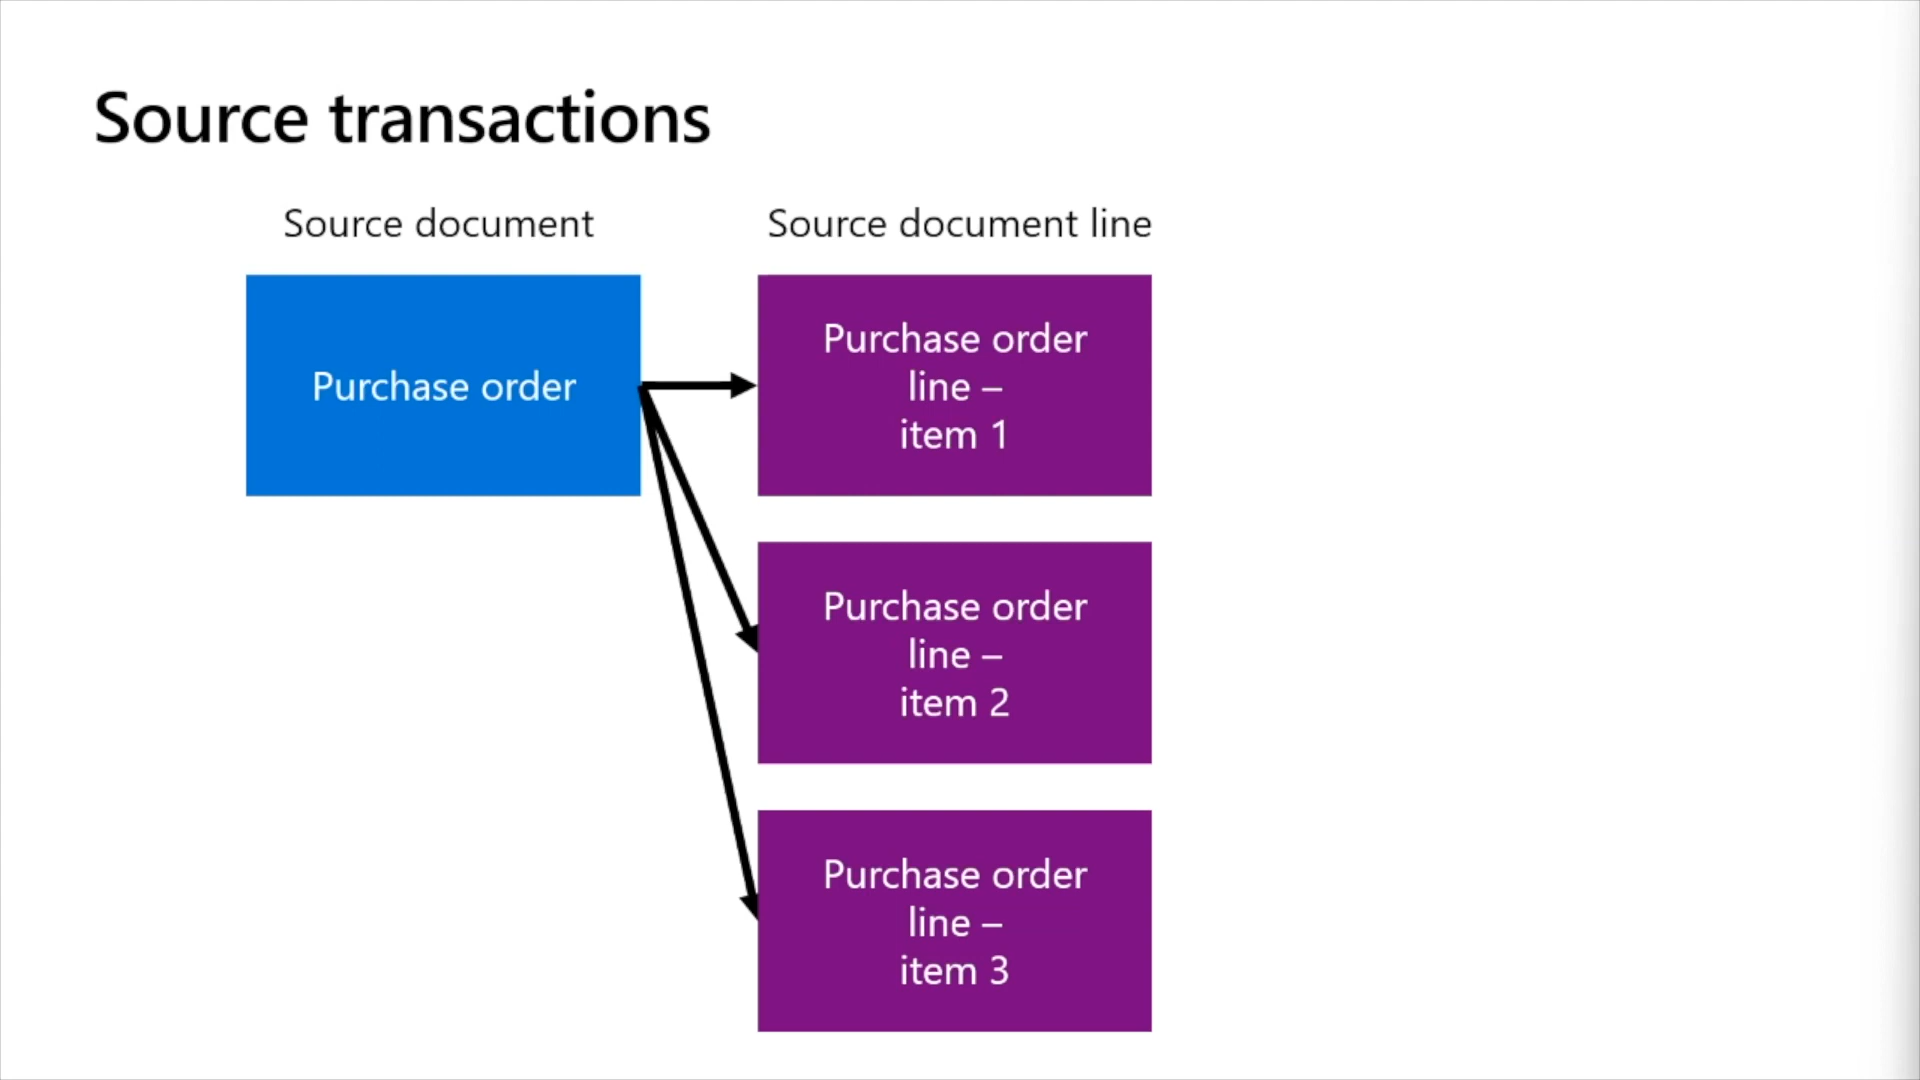 Source transactions
Source document
Source document line
Purchase order
Purchase order
line –
item 1
Purchase order
line –
item 2
Purchase order
line –
item 3